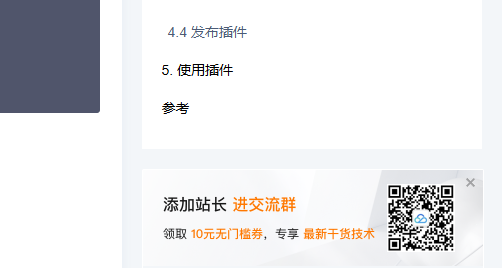 4.4 发布插件
5. 使用插件
参考
添加站长 进交流群
领取 10元无门槛券，专享 最新干货技术